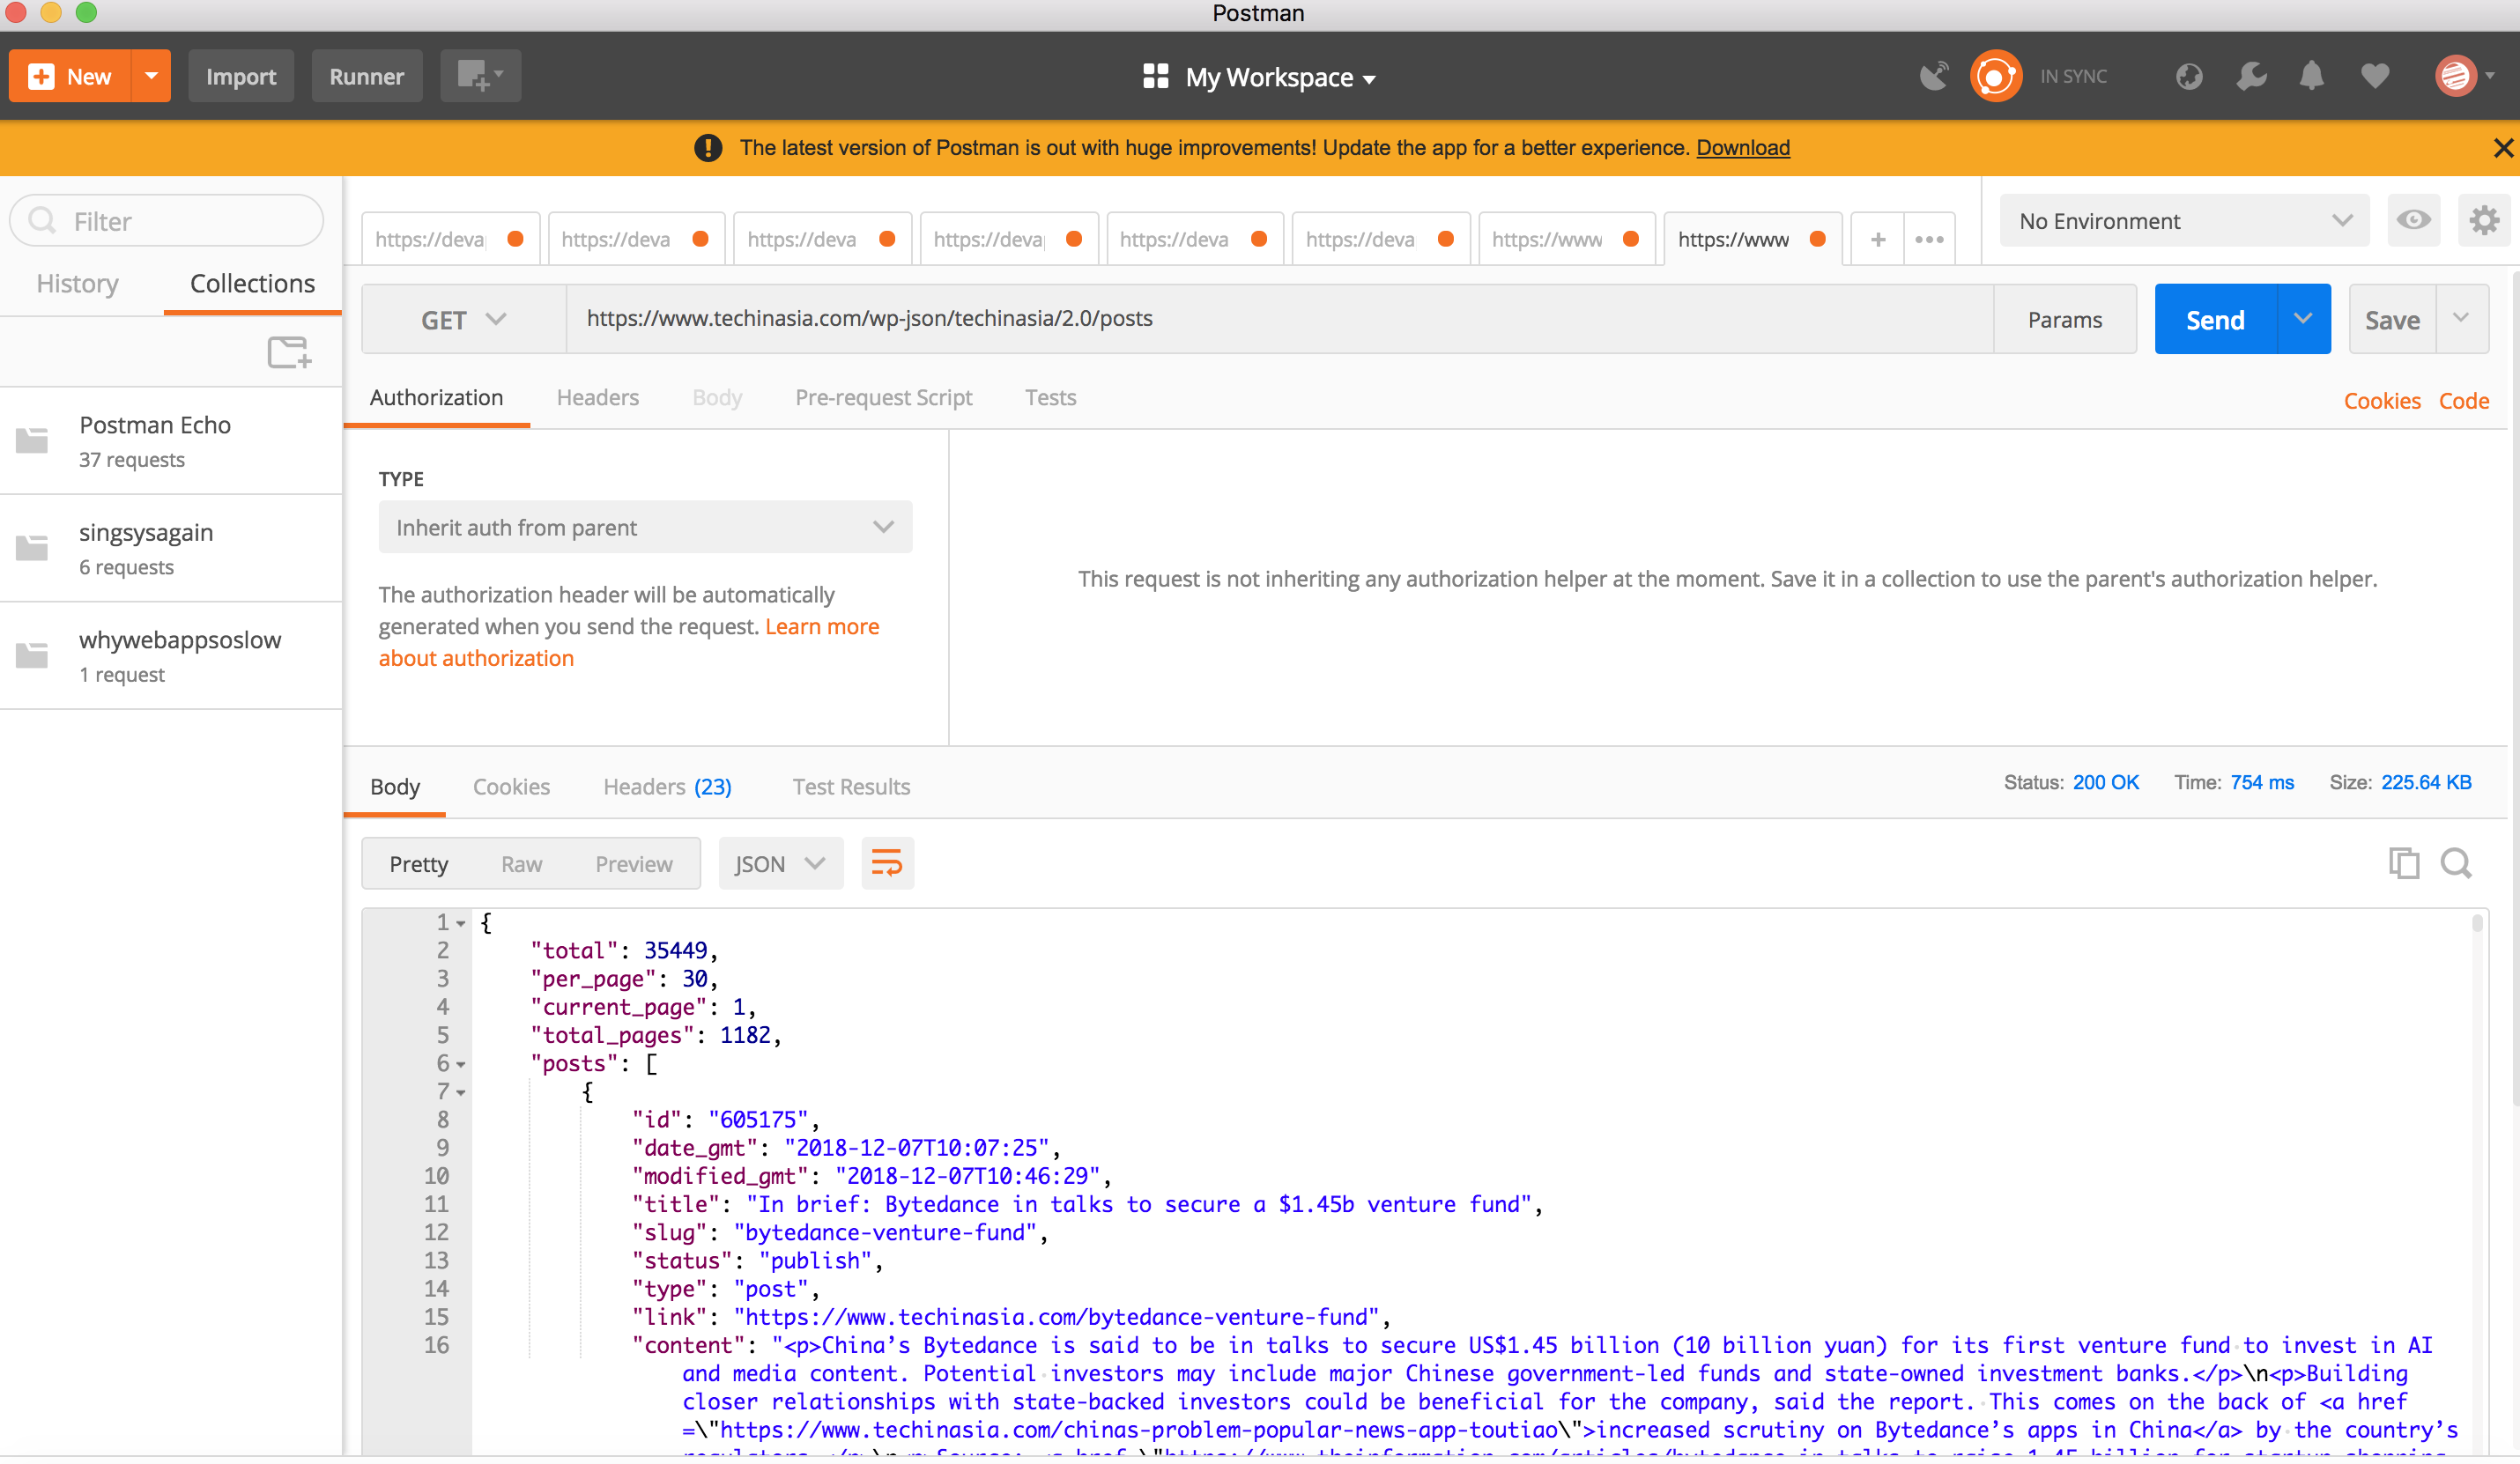 Postman
New
Import
Runner
My Workspace
IN SYNC
The latest version of Postman is out with huge improvements! Update the app for a better experience. Download
Filter
History
Collections
Postman Echo
37 requests
singsysagain
6 requests
whywebappsoslow
1 request
https://deva
https://deva
https://deva
https://deva
https://deva
https://deva
https://www
https://www
No Environment
GET
https://www.techinasia.com/wp-json/techinasia/2.0/posts
Params
Send
Save
Authorization
Headers
Body
Pre-request Script
Tests
Cookies
Code
TYPE
Inherit auth from parent
The authorization header will be automatically
generated when you send the request. Learn more
about authorization
This request is not inheriting any authorization helper at the moment. Save it in a collection to use the parent's authorization helper.
Body
Cookies
Headers (23)
Test Results
Status: 200 OK
Time: 754 ms
Size: 225.64 KB
Pretty
Raw
Preview
JSON
1 {
2 "total": 35449,
3 "per_page": 30,
4 "current_page": 1,
5 "total_pages": 1182,
6 "posts": [
7 {
8 "id": "605175",
9 "date_gmt": "2018-12-07T10:07:25",
10 "modified_gmt": "2018-12-07T10:46:29",
11 "title": "In brief: Bytedance in talks to secure a $1.45b venture fund",
12 "slug": "bytedance-venture-fund",
13 "status": "publish",
14 "type": "post",
15 "link": "https://www.techinasia.com/bytedance-venture-fund",
16 "content": "<p>China’s Bytedance is said to be in talks to secure US$1.45 billion (10 billion yuan) for its first venture fund to invest in AI
and media content. Potential investors may include major Chinese government-led funds and state-owned investment banks.</p>\n<p>Building
closer relationships with state-backed investors could be beneficial for the company, said the report. This comes on the back of <a href
=\"https://www.techinasia.com/chinas-problem-popular-news-app-toutiao\">increased scrutiny on Bytedance’s apps in China</a> by the country’s